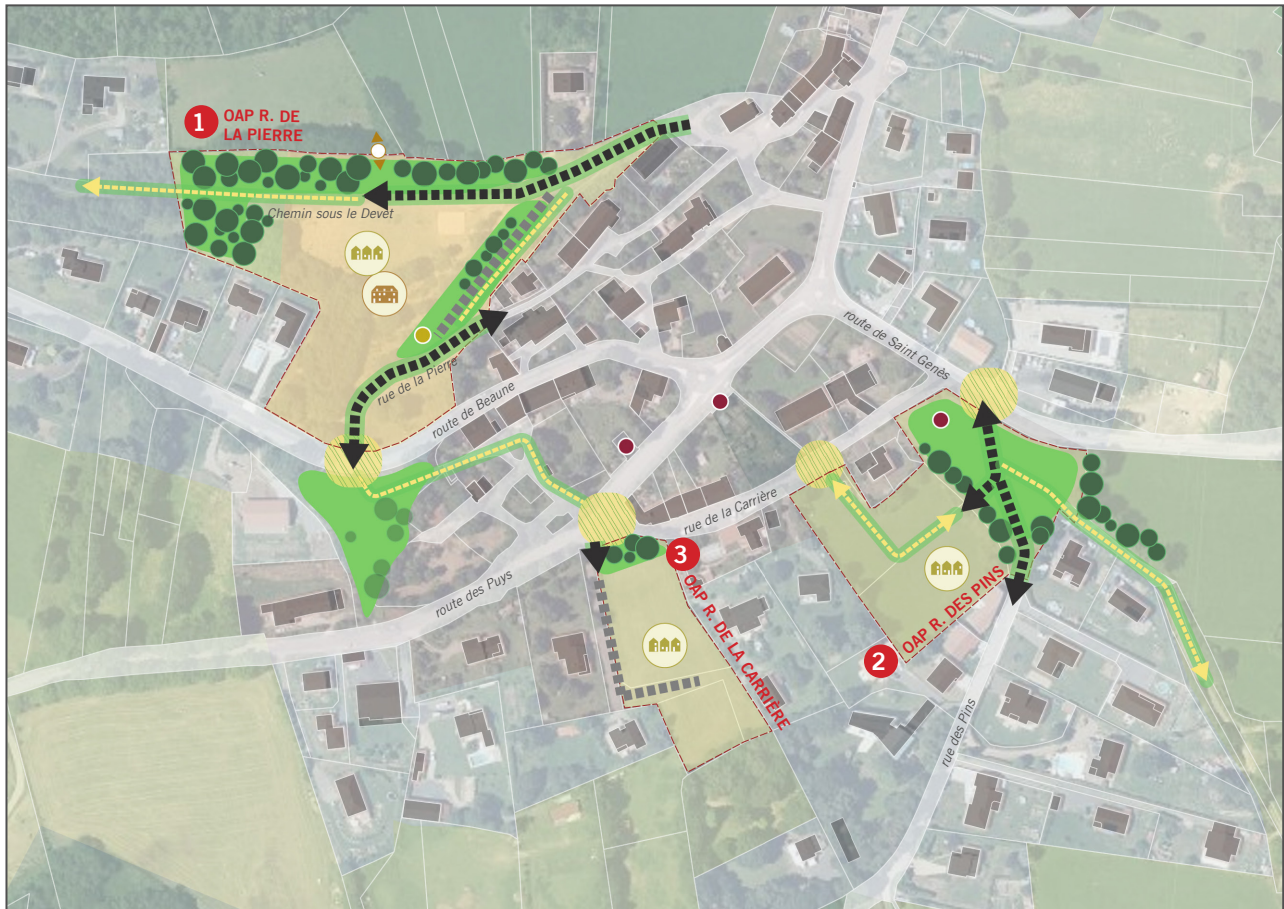 1
OAP R. DE
LA PIERRE
Chemin sous le Devet
rue de la Pierre
route de Beaune
route de Saint Genès
rue de la Carrière
route des Puys
3
OAP R. DE LA CARRIÈRE
2
OAP R. DES PINS
rue des Pins